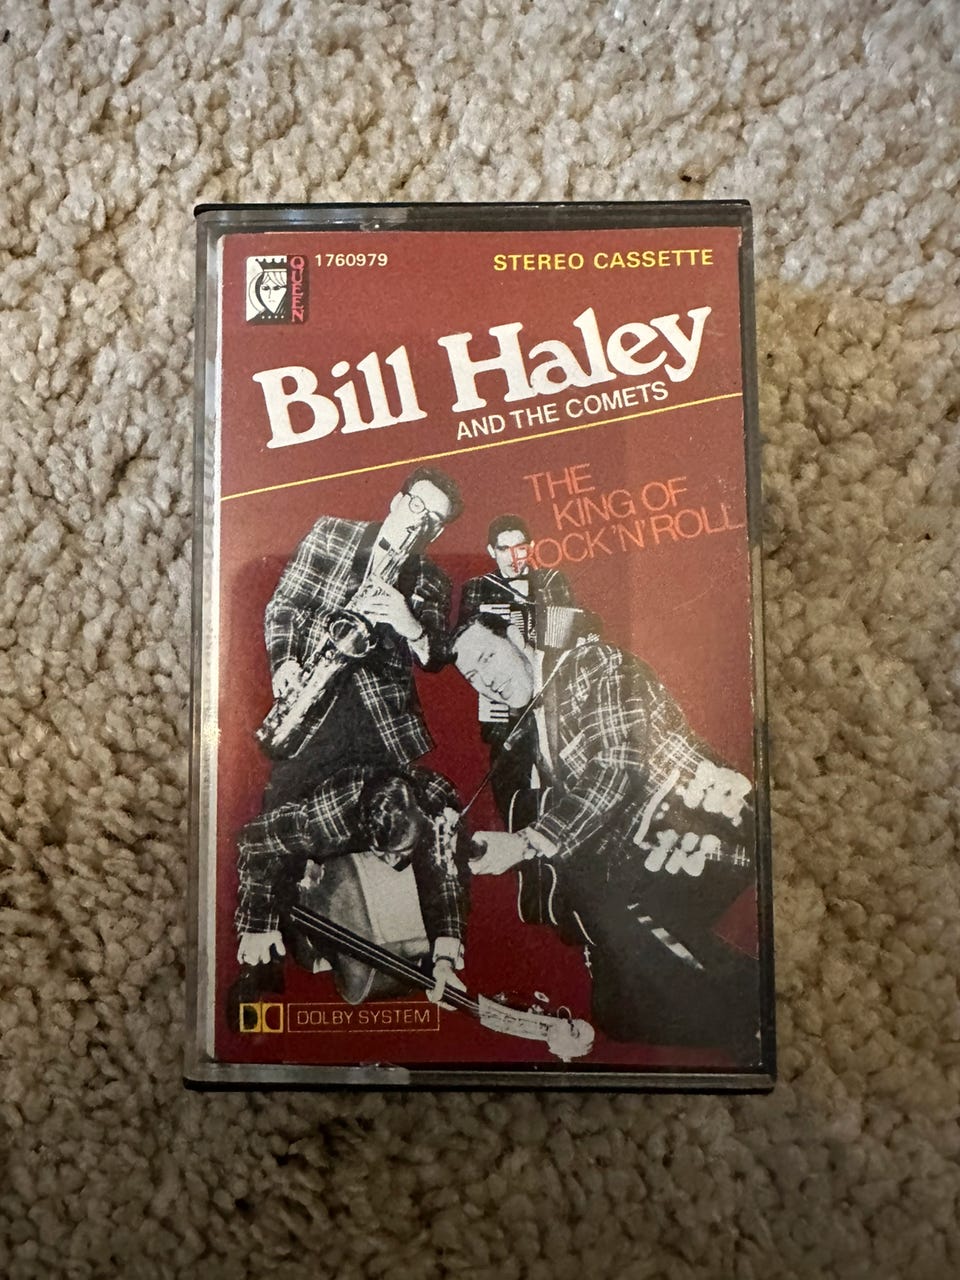 QUEEN
1760979
STEREO CASSETTE
Bill Haley
AND THE COMETS
THE
KING OF
ROCK 'N' ROLL
DOLBY SYSTEM